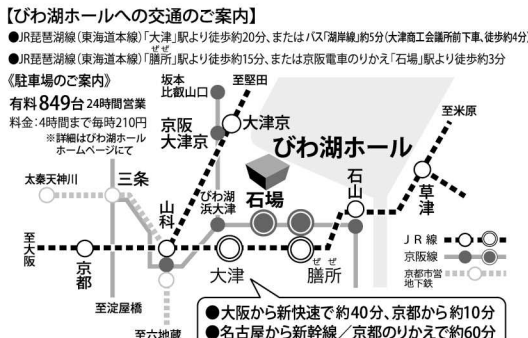 【びわ湖ホールへの交通のご案内】
●JR琵琶湖線(東海道本線)「大津」駅より徒歩約20分、またはバス「湖岸線」約5分(大津商工会議所前下車、徒歩約4分)
ぜぜ
●JR琵琶湖線(東海道本線)「膳所」駅より徒歩約15分、または京阪電車のりかえ「石場」駅より徒歩約3分
《駐車場のご案内》
有料849台 24時間営業
料金:4時間まで毎時210円
※詳細はびわ湖ホール
ホームページにて
坂本
比叡山口
至堅田
京阪
大津京
大津京
至米原
びわ湖ホール
太秦天神川
三条
山科
びわ湖
浜大津
石場
石山
草津
至大阪
京都
大津
ぜぜ
膳所
JR線
京阪線
京都市営
地下鉄
至淀屋橋
至六地蔵
●大阪から新快速で約40分、京都から約10分
●名古屋から新幹線/京都のりかえで約60分